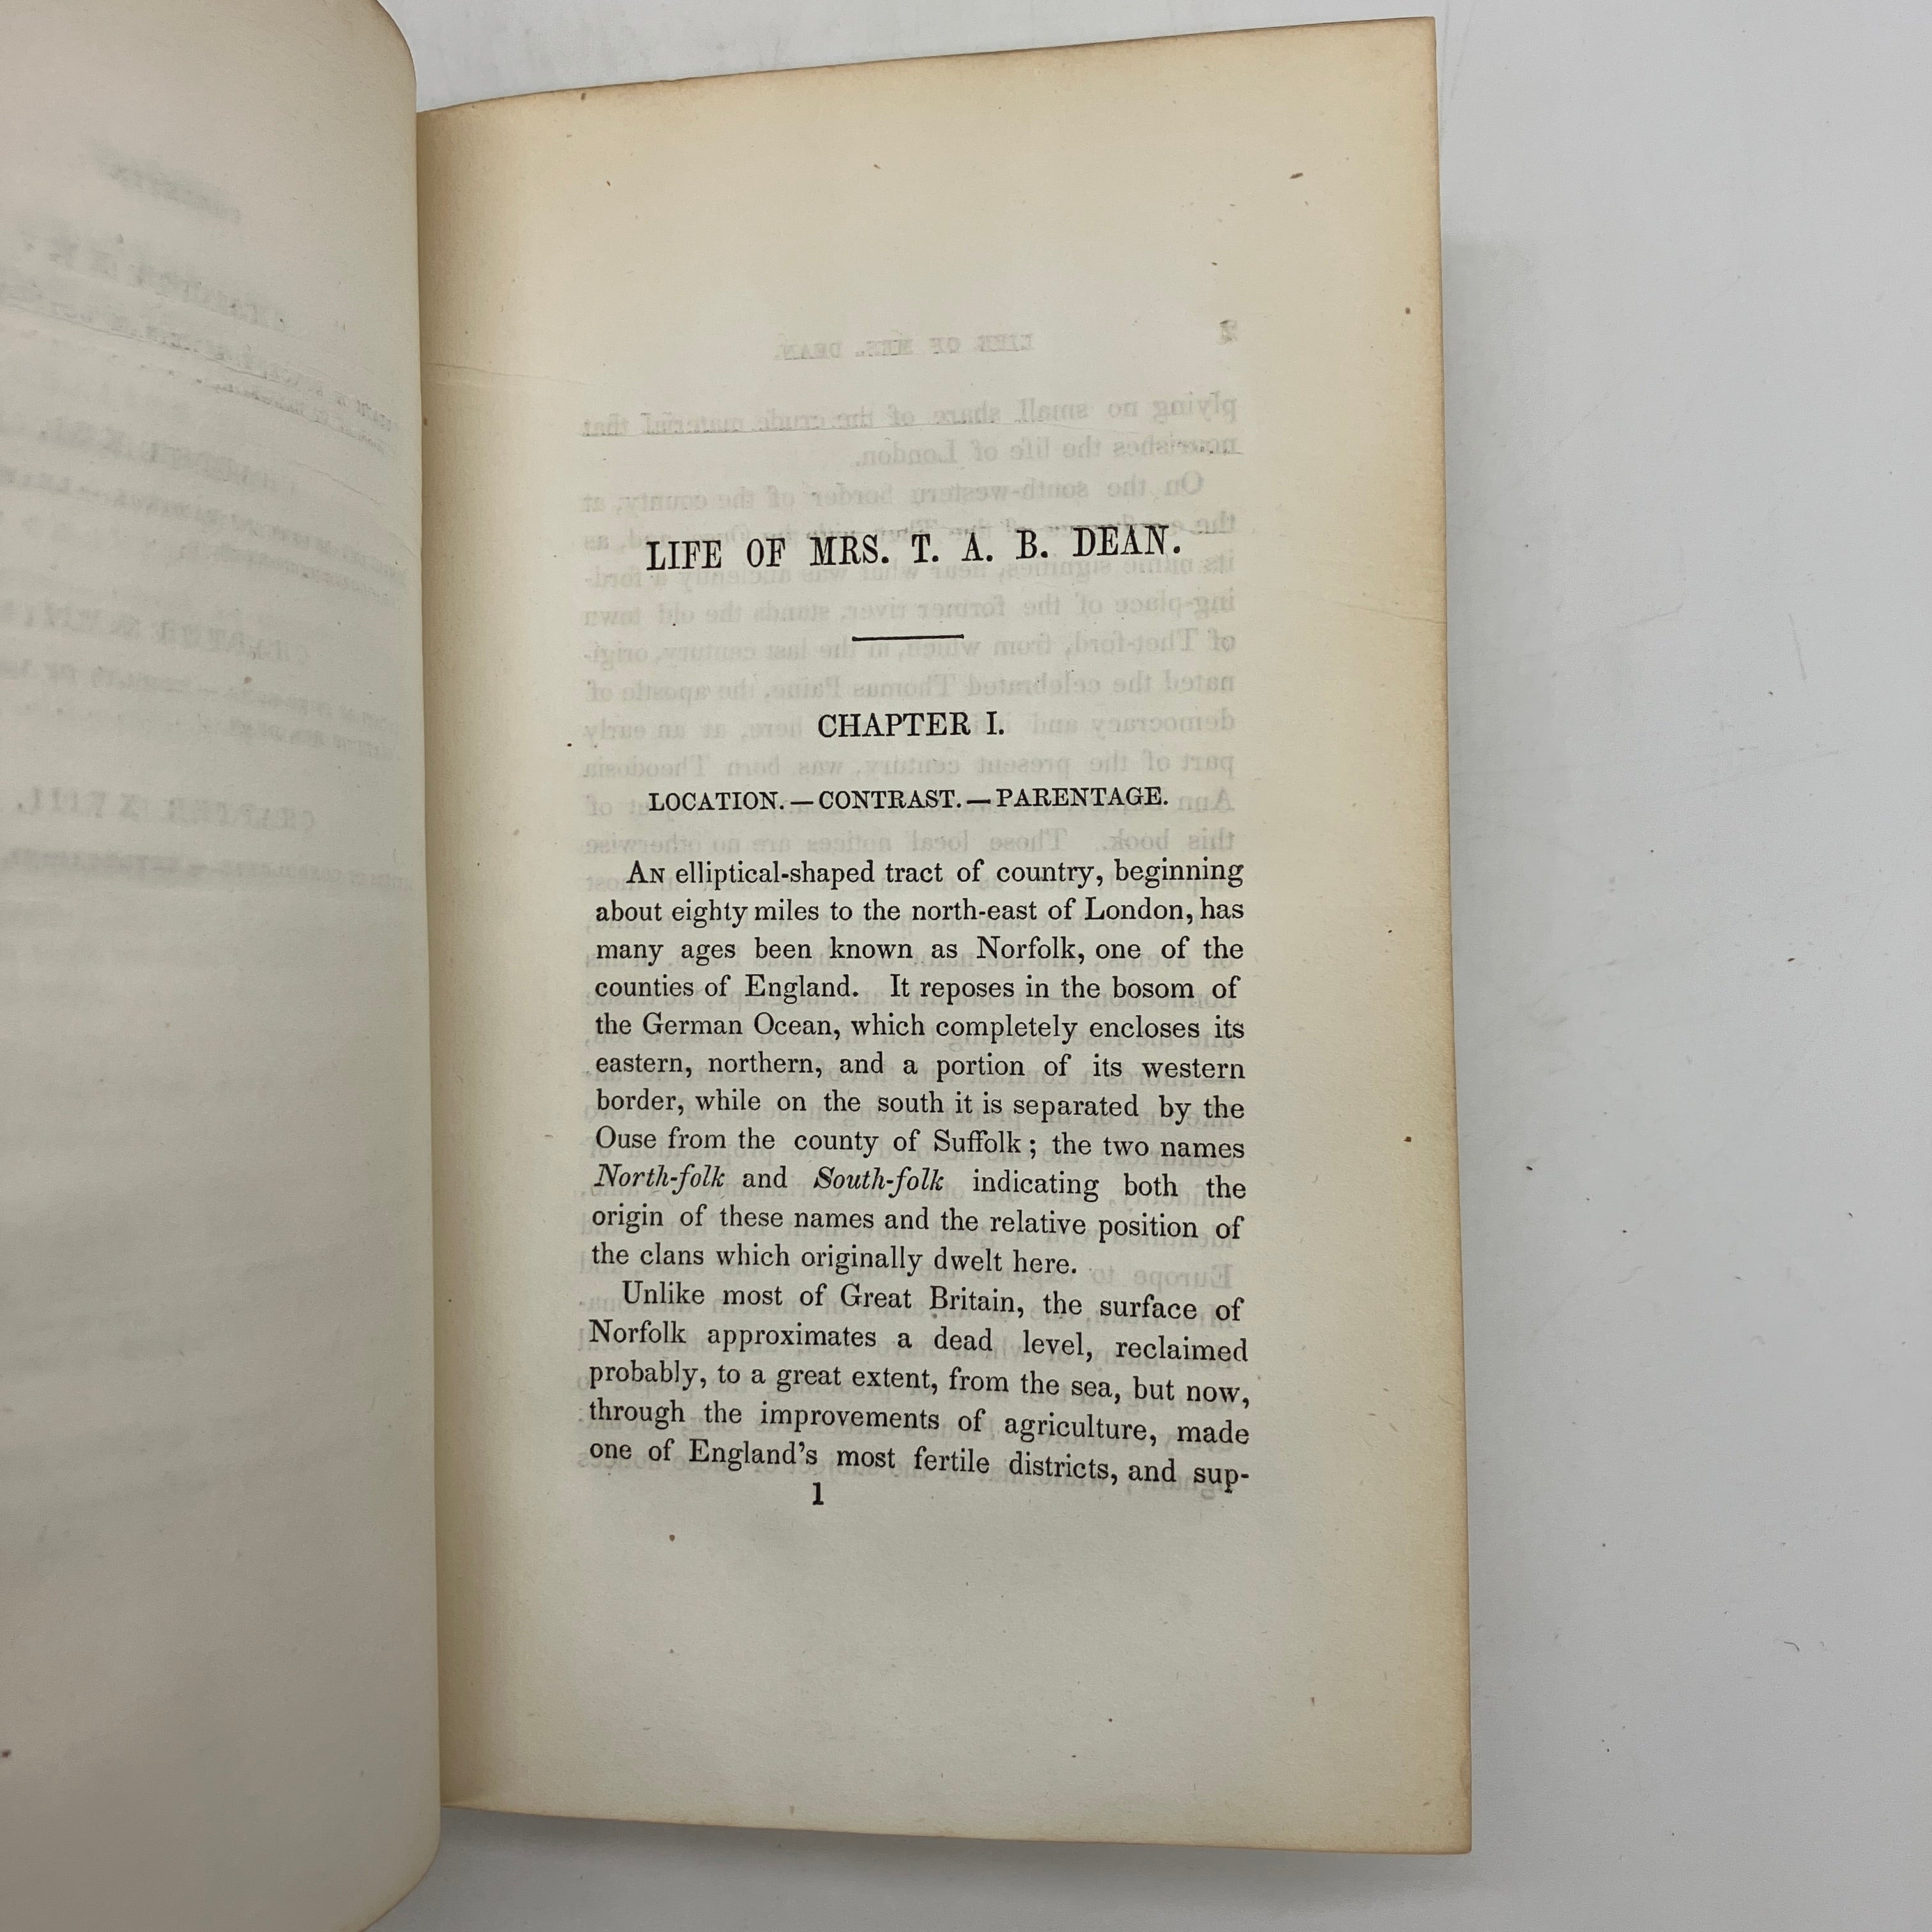 LIFE OF MRS. T. A. B. DEAN.
CHAPTER I.
LOCATION. — CONTRAST. — PARENTAGE.
AN elliptical-shaped tract of country, beginning
about eighty miles to the north-east of London, has
many ages been known as Norfolk, one of the
counties of England. It reposes in the bosom of
the German Ocean, which completely encloses its
eastern, northern, and a portion of its western
border, while on the south it is separated by the
Ouse from the county of Suffolk; the two names
North-folk and South-folk indicating both the
origin of these names and the relative position of
the clans which originally dwelt here.
Unlike most of Great Britain, the surface of
Norfolk approximates a dead level, reclaimed
probably, to a great extent, from the sea, but now,
through the improvements of agriculture, made
one of England's most fertile districts, and sup-
1